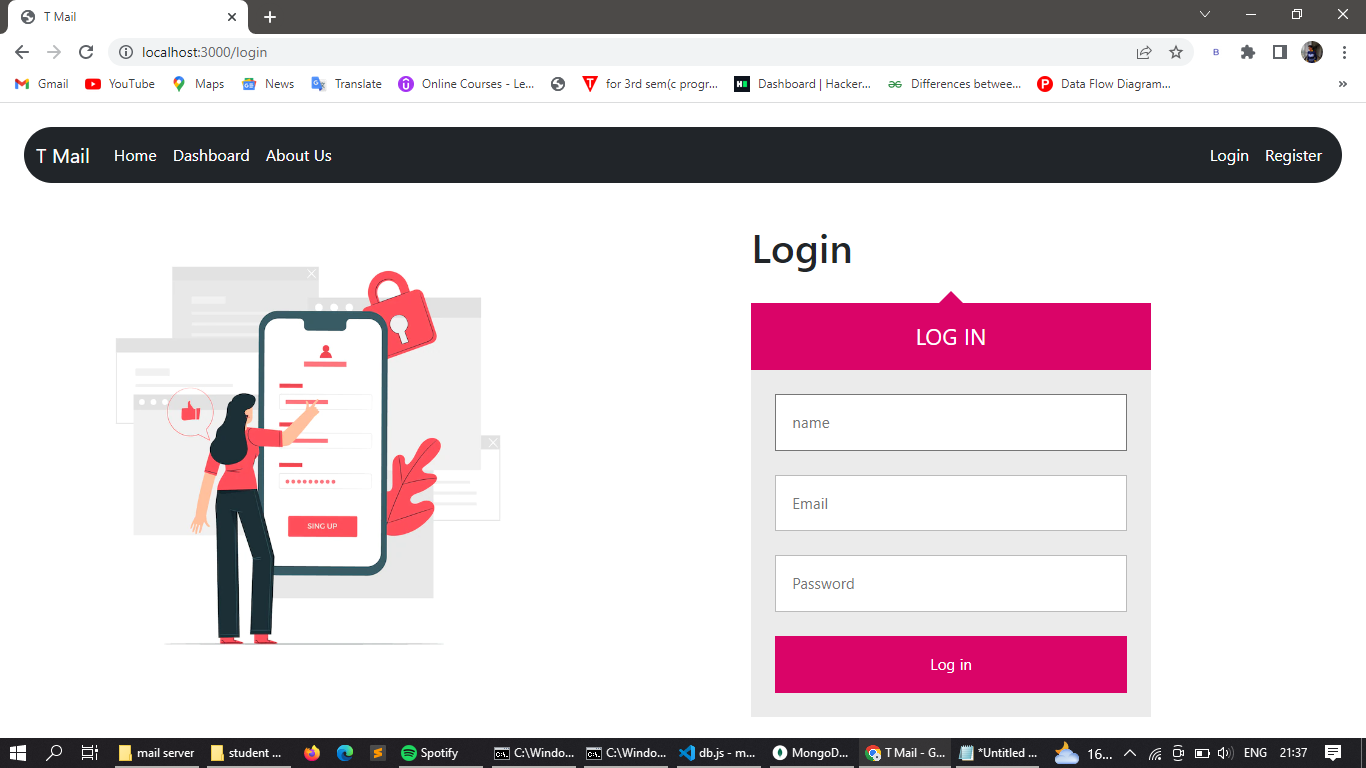 T Mail
localhost:3000/login
Gmail YouTube Maps News Translate Online Courses - Le... for 3rd sem(c progr... Dashboard | Hacker... Differences betwee... Data Flow Diagram...
T Mail Home Dashboard About Us Login Register
Login
LOG IN
name
Email
Password
Log in
SING UP
mail server student ... Spotify C:\Windo... C:\Windo... db.js - m... MongoD... T Mail - G... *Untitled ... 16... ENG 21:37